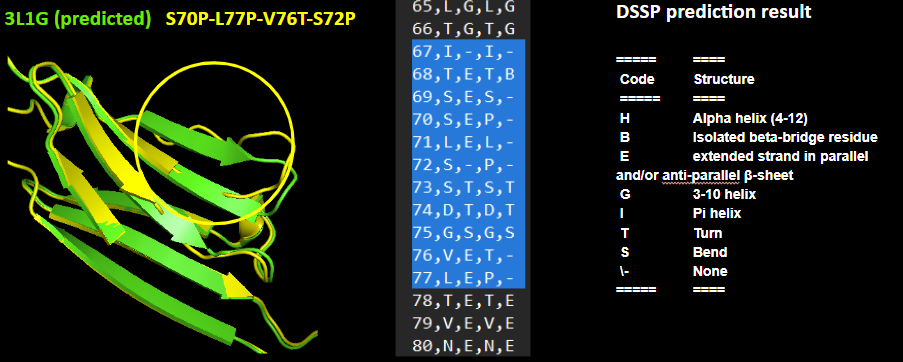 3L1G (predicted) S70P-L77P-V76T-S72P
65,L,G,L,G
66,T,G,T,G
67,I,-,I,-
68,T,E,T,B
69,S,E,S,-
70,S,E,P,-
71,L,E,L,-
72,S,-,P,-
73,S,T,S,T
74,D,T,D,T
75,G,S,G,S
76,V,E,T,-
77,L,E,P,-
78,T,E,T,E
79,V,E,V,E
80,N,E,N,E
DSSP prediction result
===== ====
Code Structure
===== ====
H Alpha helix (4-12)
B Isolated beta-bridge residue
E extended strand in parallel
and/or anti-parallel β-sheet
G 3-10 helix
I Pi helix
T Turn
S Bend
\- None
===== ====